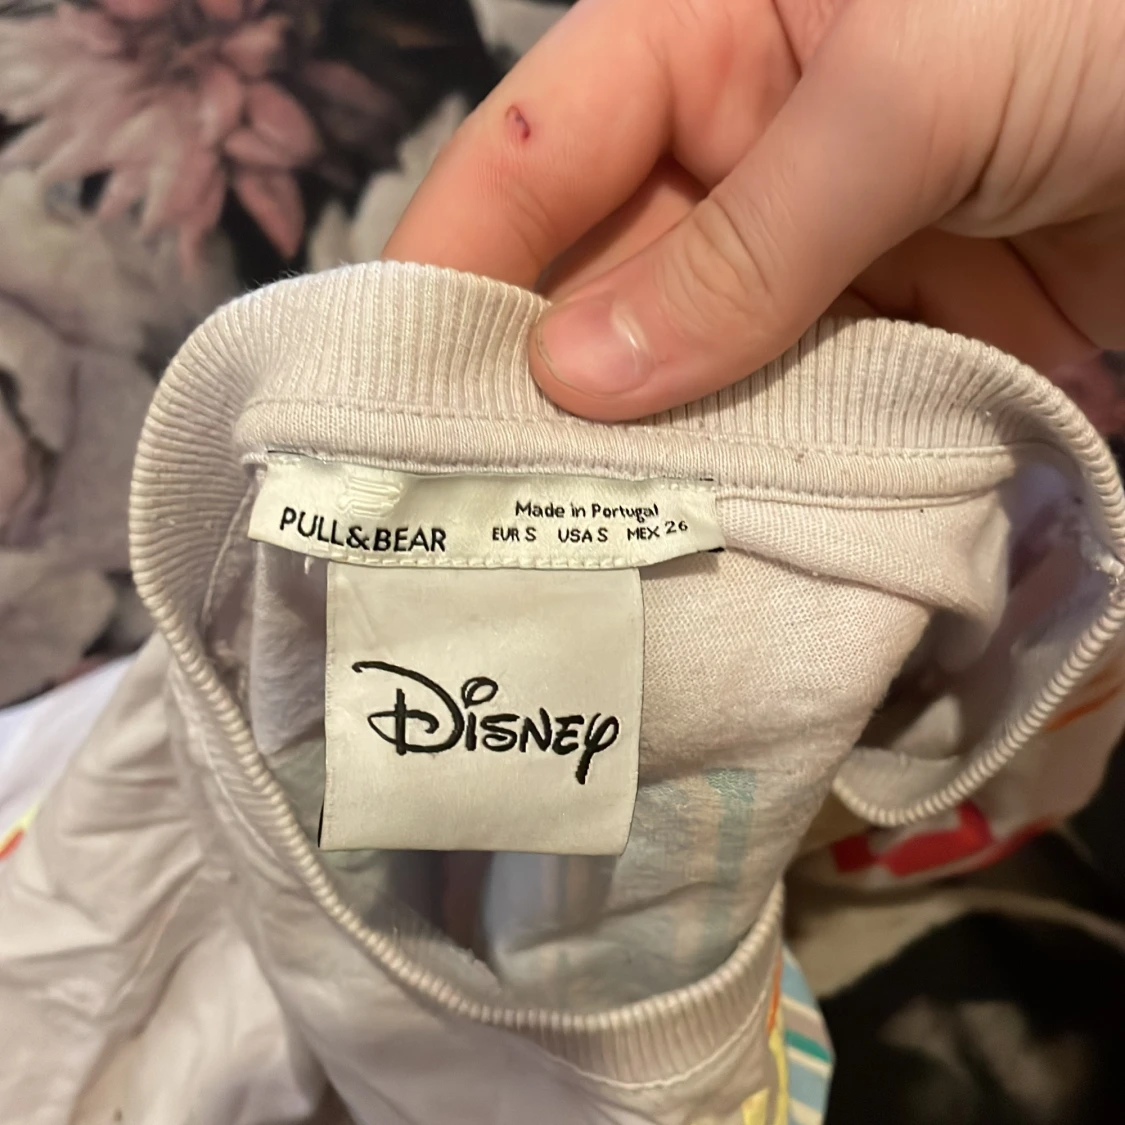 PULL&BEAR
Made in Portugal
EUR S USA S MEX 26
Disney